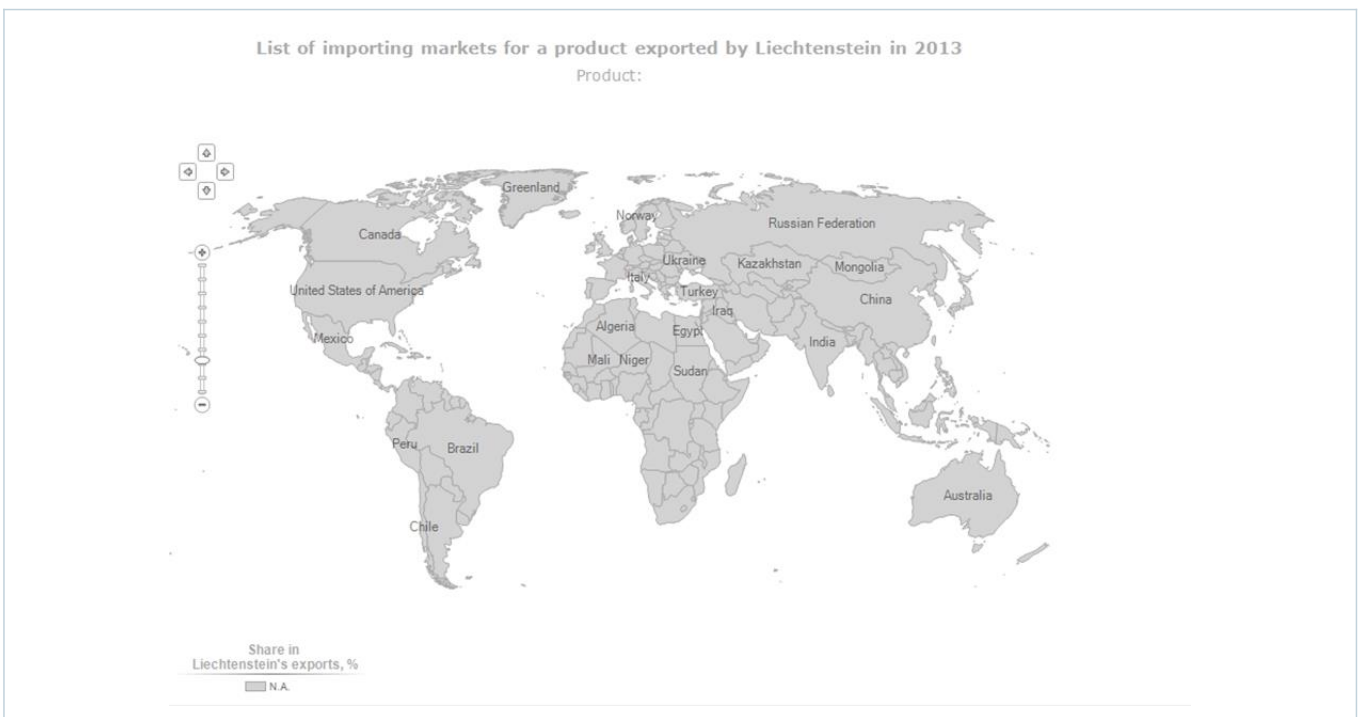 List of importing markets for a product exported by Liechtenstein in 2013
Product:
Greenland
Norway
Russian Federation
Canada
Ukraine
Kazakhstan
Mongolia
Italy
United States of America
Turkey
China
Iraq
Algeria
Egypt
Mexico
India
Mali
Niger
Sudan
Peru
Brazil
Australia
Chile
Share in
Liechtenstein's exports, %
N.A.